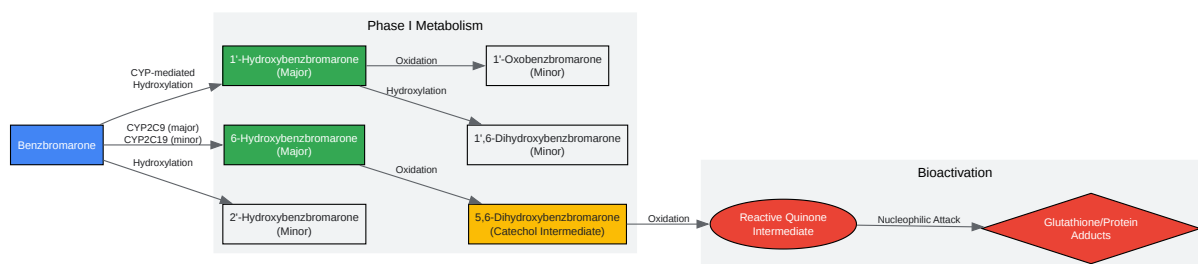 Phase I Metabolism
1'-Hydroxybenzbromarone
(Major)
Oxidation
1'-Oxobenzbromarone
(Minor)
CYP-mediated
Hydroxylation
Hydroxylation
Benzbromarone
CYP2C9 (major)
CYP2C19 (minor)
6-Hydroxybenzbromarone
(Major)
1',6-Dihydroxybenzbromarone
(Minor)
Hydroxylation
Oxidation
2'-Hydroxybenzbromarone
(Minor)
5,6-Dihydroxybenzbromarone
(Catechol Intermediate)
Oxidation
Bioactivation
Reactive Quinone
Intermediate
Nucleophilic Attack
Glutathione/Protein
Adducts